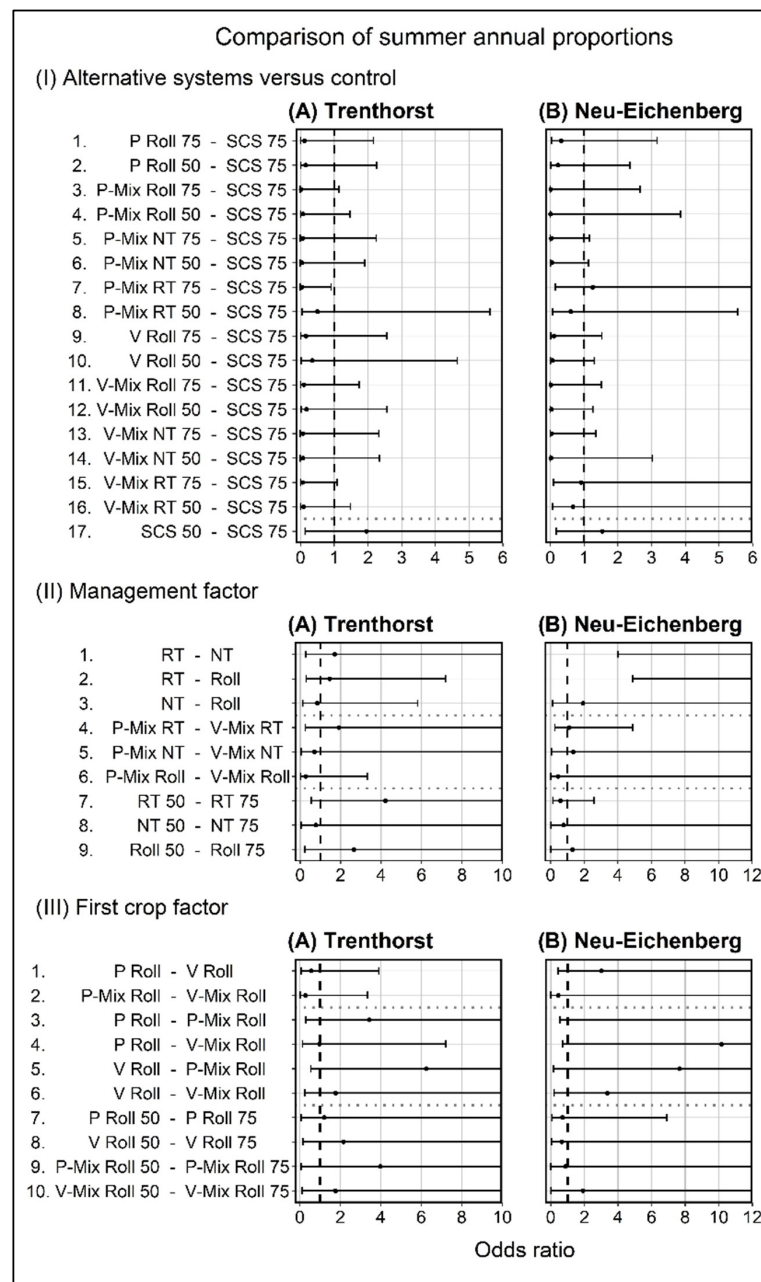 Comparison of summer annual proportions
(I) Alternative systems versus control
(A) Trenthorst (B) Neu-Eichenberg
1. P Roll 75 - SCS 75
2. P Roll 50 - SCS 75
3. P-Mix Roll 75 - SCS 75
4. P-Mix Roll 50 - SCS 75
5. P-Mix NT 75 - SCS 75
6. P-Mix NT 50 - SCS 75
7. P-Mix RT 75 - SCS 75
8. P-Mix RT 50 - SCS 75
9. V Roll 75 - SCS 75
10. V Roll 50 - SCS 75
11. V-Mix Roll 75 - SCS 75
12. V-Mix Roll 50 - SCS 75
13. V-Mix NT 75 - SCS 75
14. V-Mix NT 50 - SCS 75
15. V-Mix RT 75 - SCS 75
16. V-Mix RT 50 - SCS 75
17. SCS 50 - SCS 75
0 1 2 3 4 5 6 0 1 2 3 4 5 6
(II) Management factor
(A) Trenthorst (B) Neu-Eichenberg
1. RT - NT
2. RT - Roll
3. NT - Roll
4. P-Mix RT - V-Mix RT
5. P-Mix NT - V-Mix NT
6. P-Mix Roll - V-Mix Roll
7. RT 50 - RT 75
8. NT 50 - NT 75
9. Roll 50 - Roll 75
0 2 4 6 8 10 0 2 4 6 8 10 12
(III) First crop factor
(A) Trenthorst (B) Neu-Eichenberg
1. P Roll - V Roll
2. P-Mix Roll - V-Mix Roll
3. P Roll - P-Mix Roll
4. P Roll - V-Mix Roll
5. V Roll - P-Mix Roll
6. V Roll - V-Mix Roll
7. P Roll 50 - P Roll 75
8. V Roll 50 - V Roll 75
9. P-Mix Roll 50 - P-Mix Roll 75
10. V-Mix Roll 50 - V-Mix Roll 75
0 2 4 6 8 10 0 2 4 6 8 10 12
Odds ratio